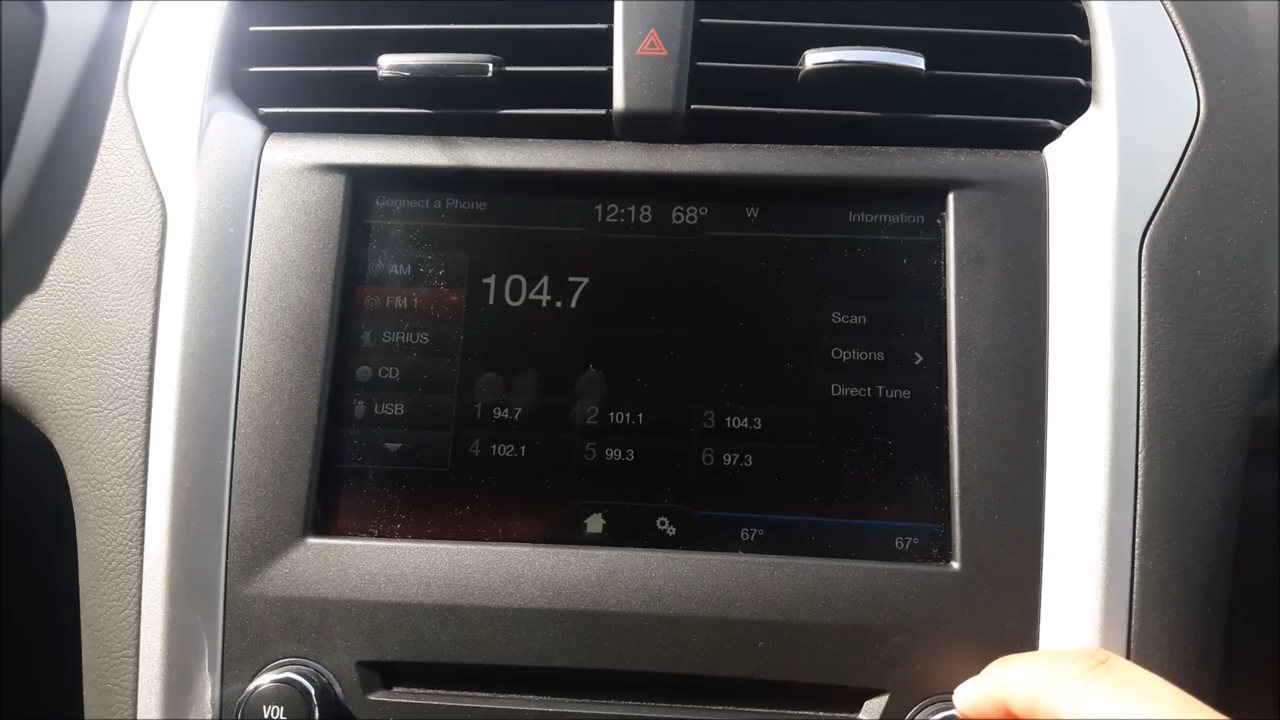 Connect a Phone
12:18 68° W
Information
AM
FM 1
SIRIUS
CD
USB
104.7
Scan
Options
Direct Tune
1 94.7
2 101.1
3 104.3
4 102.1
5 99.3
6 97.3
67°
67°
VOL